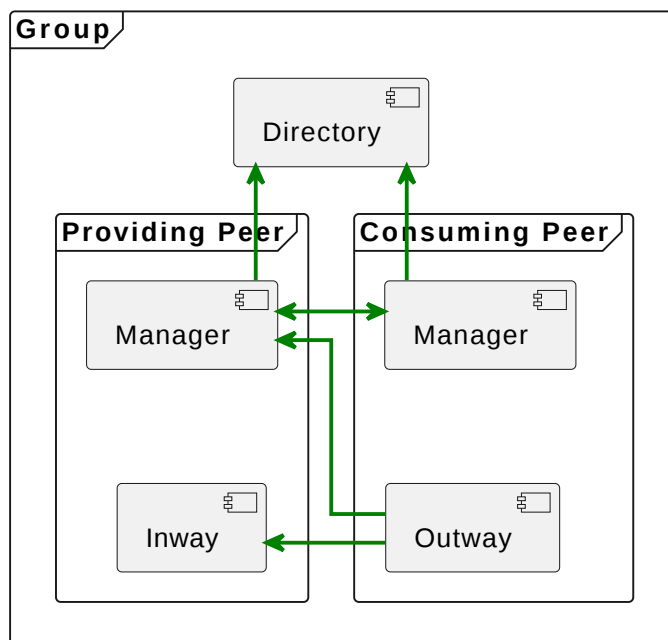 Group
Directory
Providing Peer
Consuming Peer
Manager
Manager
Inway
Outway